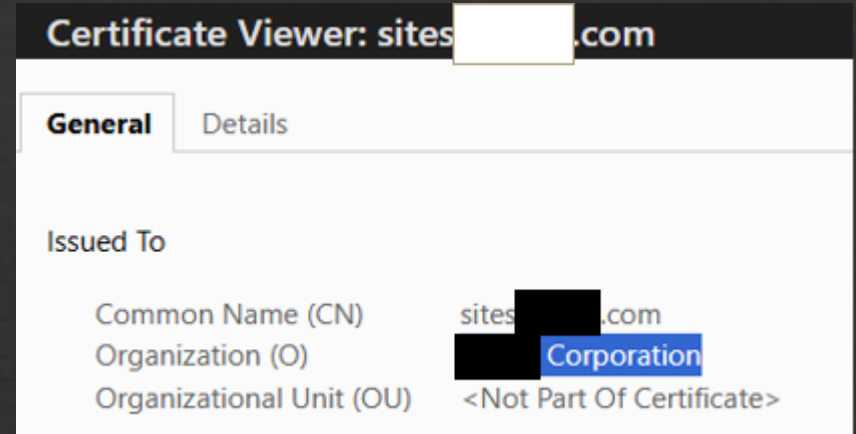 Certificate Viewer: sites .com
General Details
Issued To
Common Name (CN) sites .com
Organization (O) Corporation
Organizational Unit (OU) <Not Part Of Certificate>